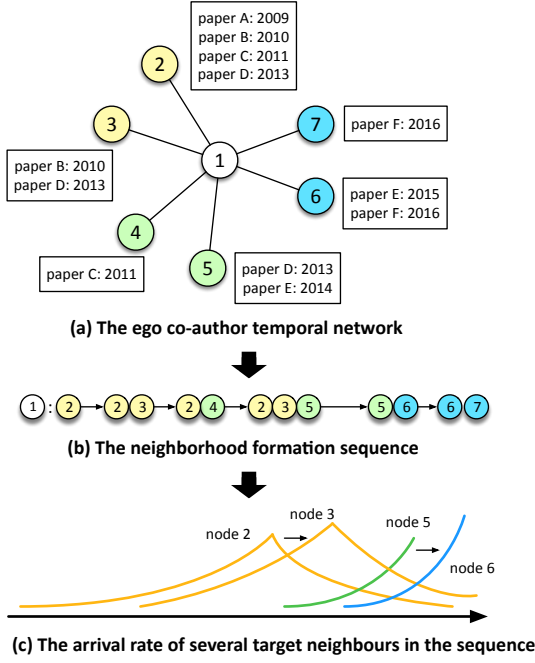 paper A: 2009
paper B: 2010
paper C: 2011
paper D: 2013
2
3
7
paper F: 2016
1
paper B: 2010
paper D: 2013
6
paper E: 2015
paper F: 2016
4
5
paper C: 2011
paper D: 2013
paper E: 2014
(a) The ego co-author temporal network
1 : 2 2 3 2 4 2 3 5 5 6 6 7
(b) The neighborhood formation sequence
node 3
node 2
node 5
node 6
(c) The arrival rate of several target neighbours in the sequence